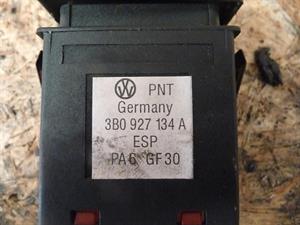 PNT
Germany
3B0 927 134 A
ESP
PA6 GF30